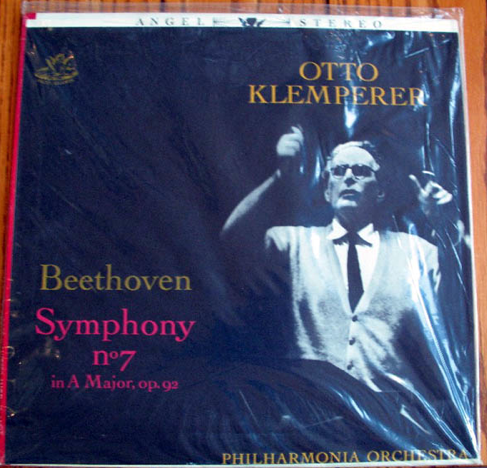 ANGEL STEREO
OTTO
KLEMPERER
Beethoven
Symphony
nº7
in A Major, op. 92
PHILHARMONIA ORCHESTRA